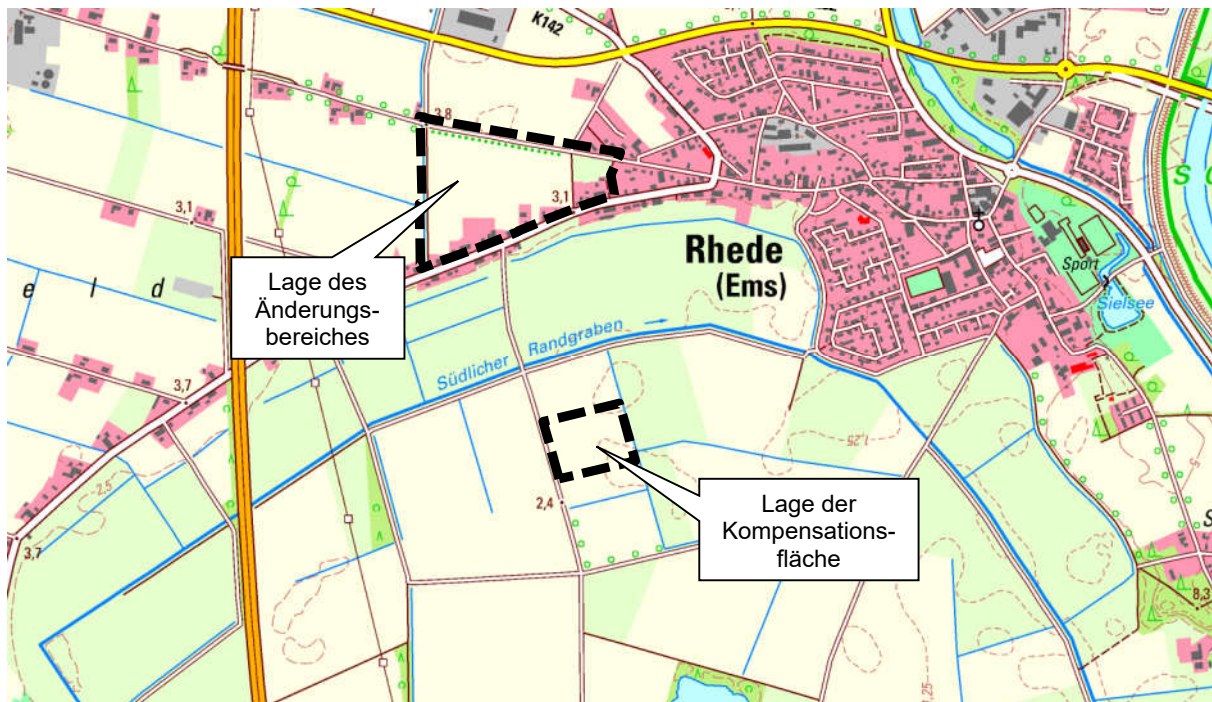 K142
3,8
3,1
3,1
Rhede
(Ems)
Sport
Sielsee
Lage des
Änderungs-
bereiches
e l d
Südlicher Randgraben
3,7
1,25
2,5
2,4
Lage der
Kompensations-
fläche
3,7
8,3